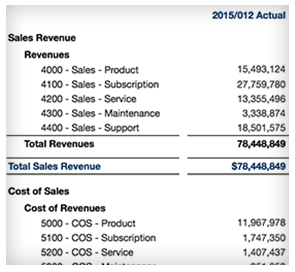 2015/012 Actual
Sales Revenue
Revenues
4000 - Sales - Product 15,493,124
4100 - Sales - Subscription 27,759,780
4200 - Sales - Service 13,355,496
4300 - Sales - Maintenance 3,338,874
4400 - Sales - Support 18,501,575
Total Revenues 78,448,849
Total Sales Revenue $78,448,849
Cost of Sales
Cost of Revenues
5000 - COS - Product 11,967,978
5100 - COS - Subscription 1,747,350
5200 - COS - Service 1,407,437